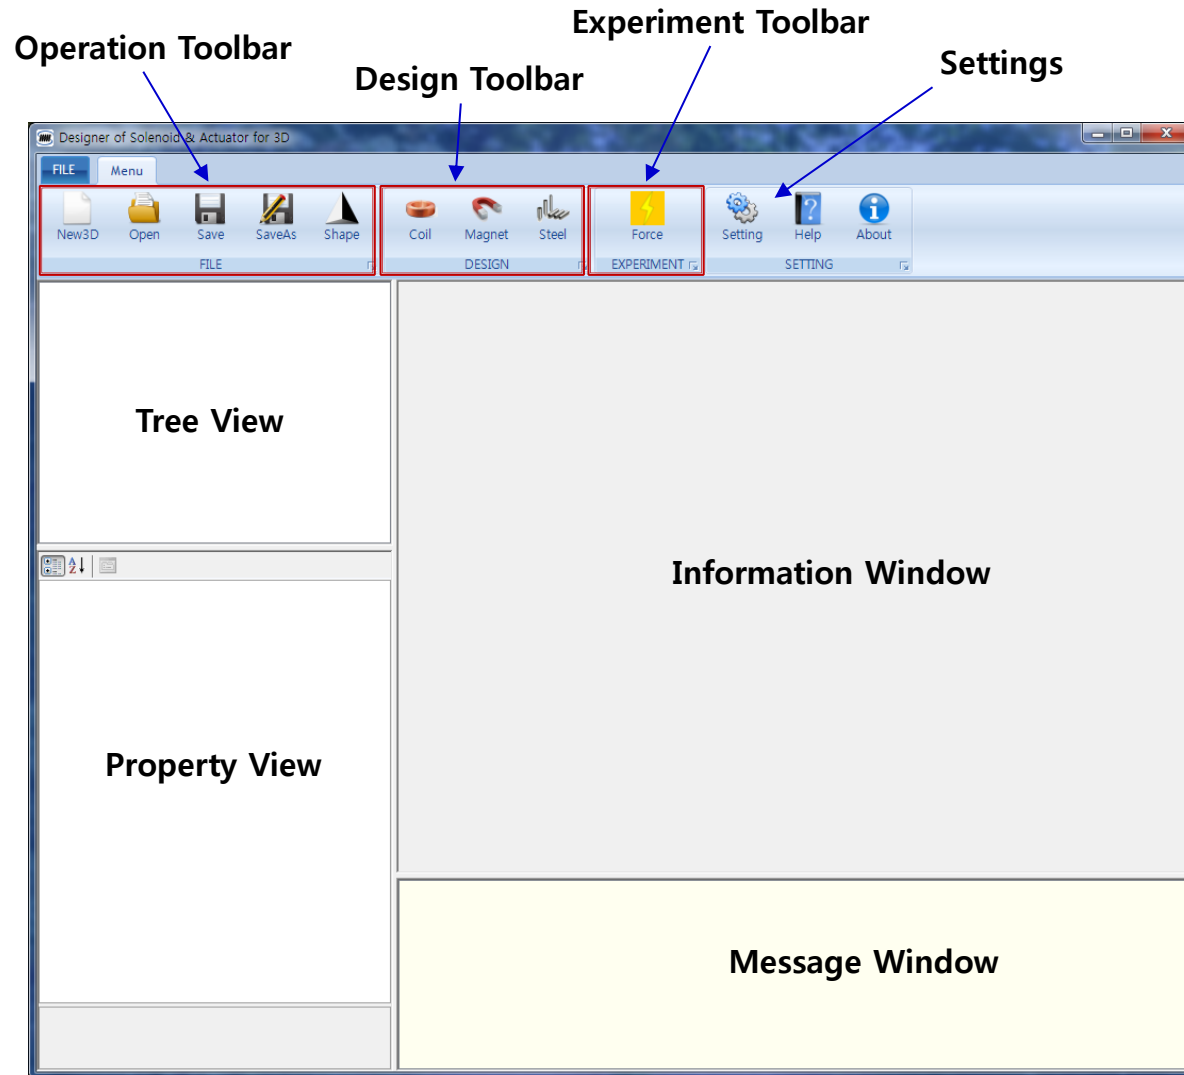 Experiment Toolbar
Operation Toolbar
Settings
Design Toolbar
Designer of Solenoid & Actuator for 3D
FILE Menu
New3D Open Save SaveAs Shape Coil Magnet Steel Force Setting Help About
FILE DESIGN EXPERIMENT SETTING
Tree View
Information Window
Property View
Message Window